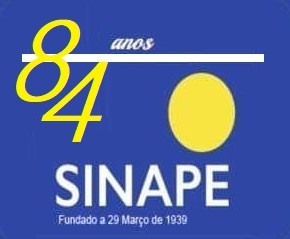 84 anos
SINAPE
Fundado a 29 Março de 1939